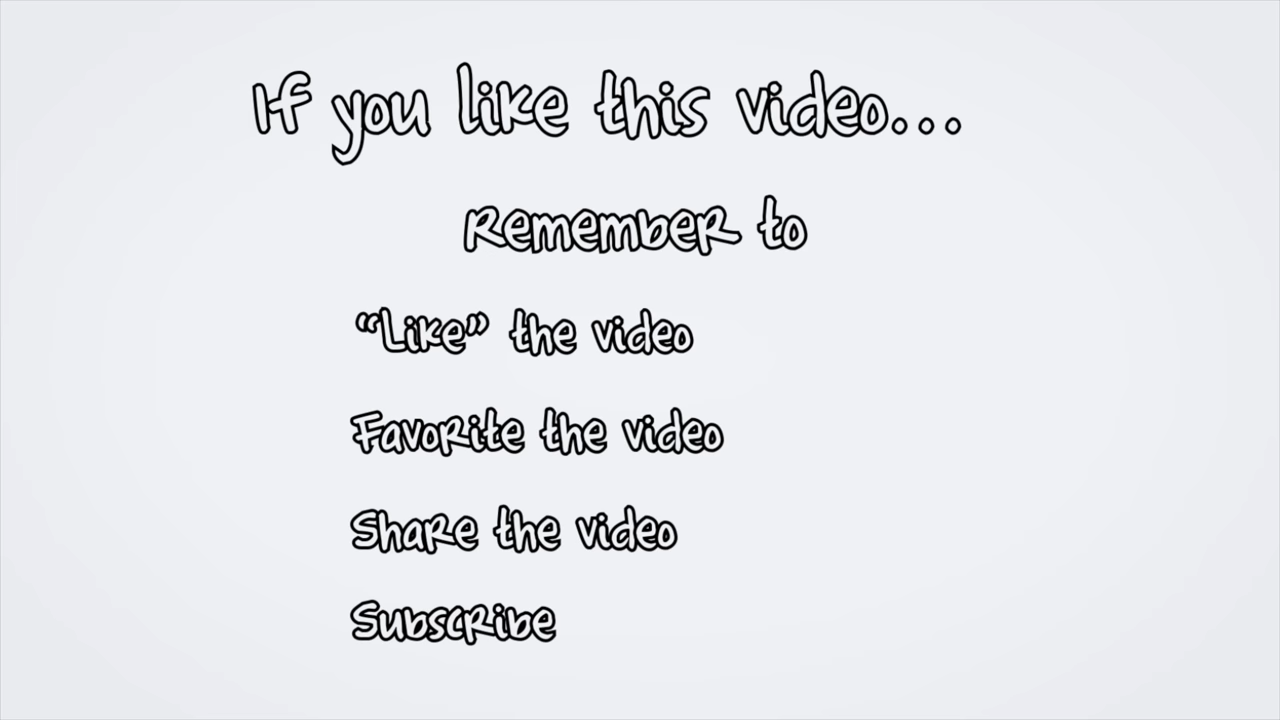 If you like this video...
Remember to
“Like” the video
Favorite the video
Share the video
Subscribe